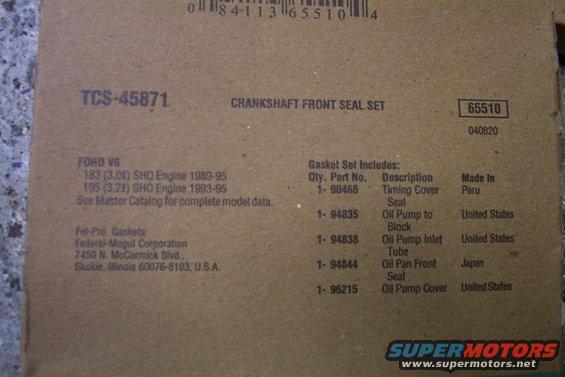 0 84113 65510 4
TCS-45871
CRANKSHAFT FRONT SEAL SET
65510
040820
FORD V6
183 (3.0ℓ) SHO Engine 1989-95
195 (3.2ℓ) SHO Engine 1993-95
See Master Catalog for complete model data.
Fel-Pro Gaskets
Federal-Mogul Corporation
7450 N. McCormick Blvd.,
Skokie, Illinois 60076-8103, U.S.A.
Gasket Set Includes:
Qty. Part No. Description Made In
1- 90466 Timing Cover Peru
Seal
1- 94835 Oil Pump to United States
Block
1- 94838 Oil Pump Inlet United States
Tube
1- 94844 Oil Pan Front Japan
Seal
1- 96215 Oil Pump Cover United States
SUPERMOTORS
www.supermotors.net